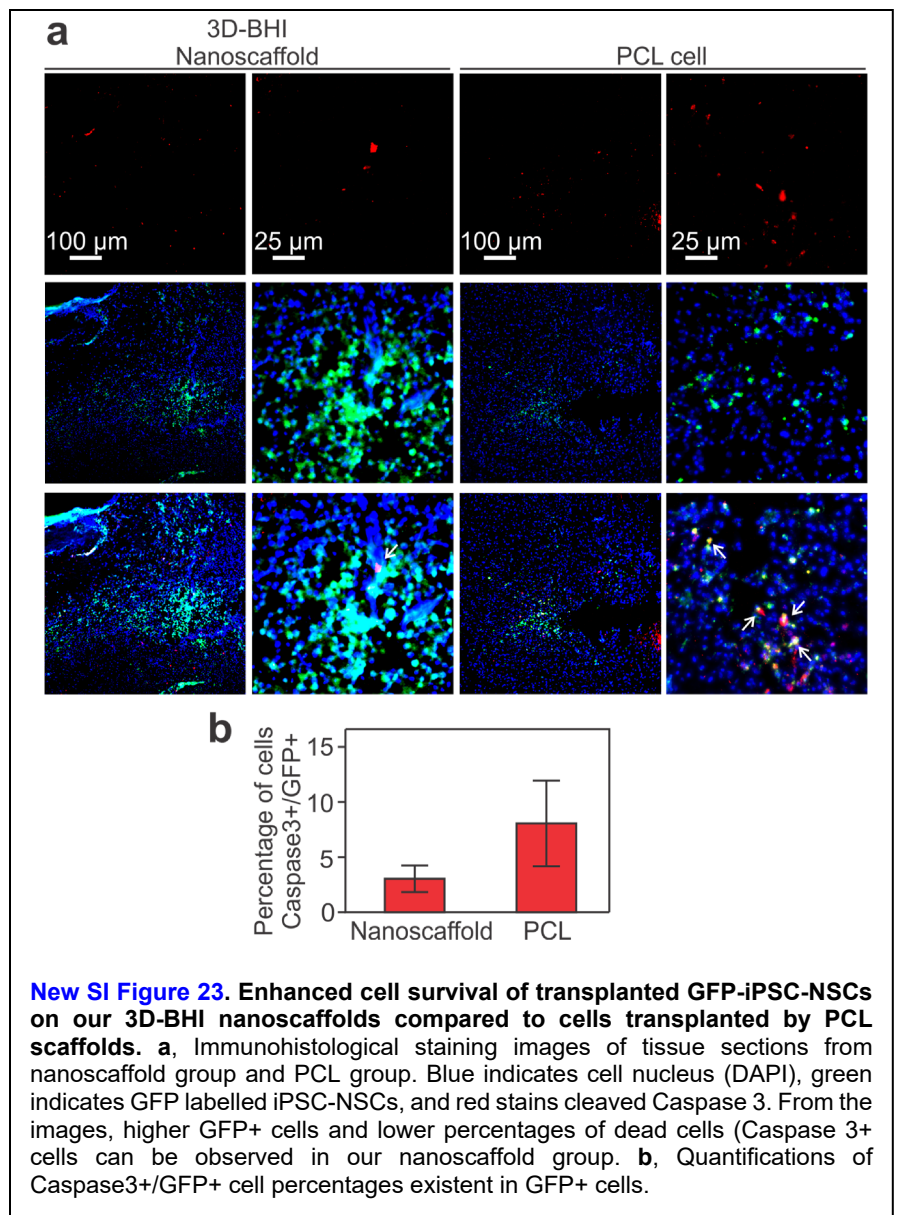 a
3D-BHI
Nanoscaffold
PCL cell
100 µm
25 µm
100 µm
25 µm
b
Percentage of cells
Caspase3+/GFP+
15
10
5
0
Nanoscaffold
PCL
New SI Figure 23. Enhanced cell survival of transplanted GFP-iPSC-NSCs
on our 3D-BHI nanoscaffolds compared to cells transplanted by PCL
scaffolds. a, Immunohistological staining images of tissue sections from
nanoscaffold group and PCL group. Blue indicates cell nucleus (DAPI), green
indicates GFP labelled iPSC-NSCs, and red stains cleaved Caspase 3. From the
images, higher GFP+ cells and lower percentages of dead cells (Caspase 3+
cells can be observed in our nanoscaffold group. b, Quantifications of
Caspase3+/GFP+ cell percentages existent in GFP+ cells.